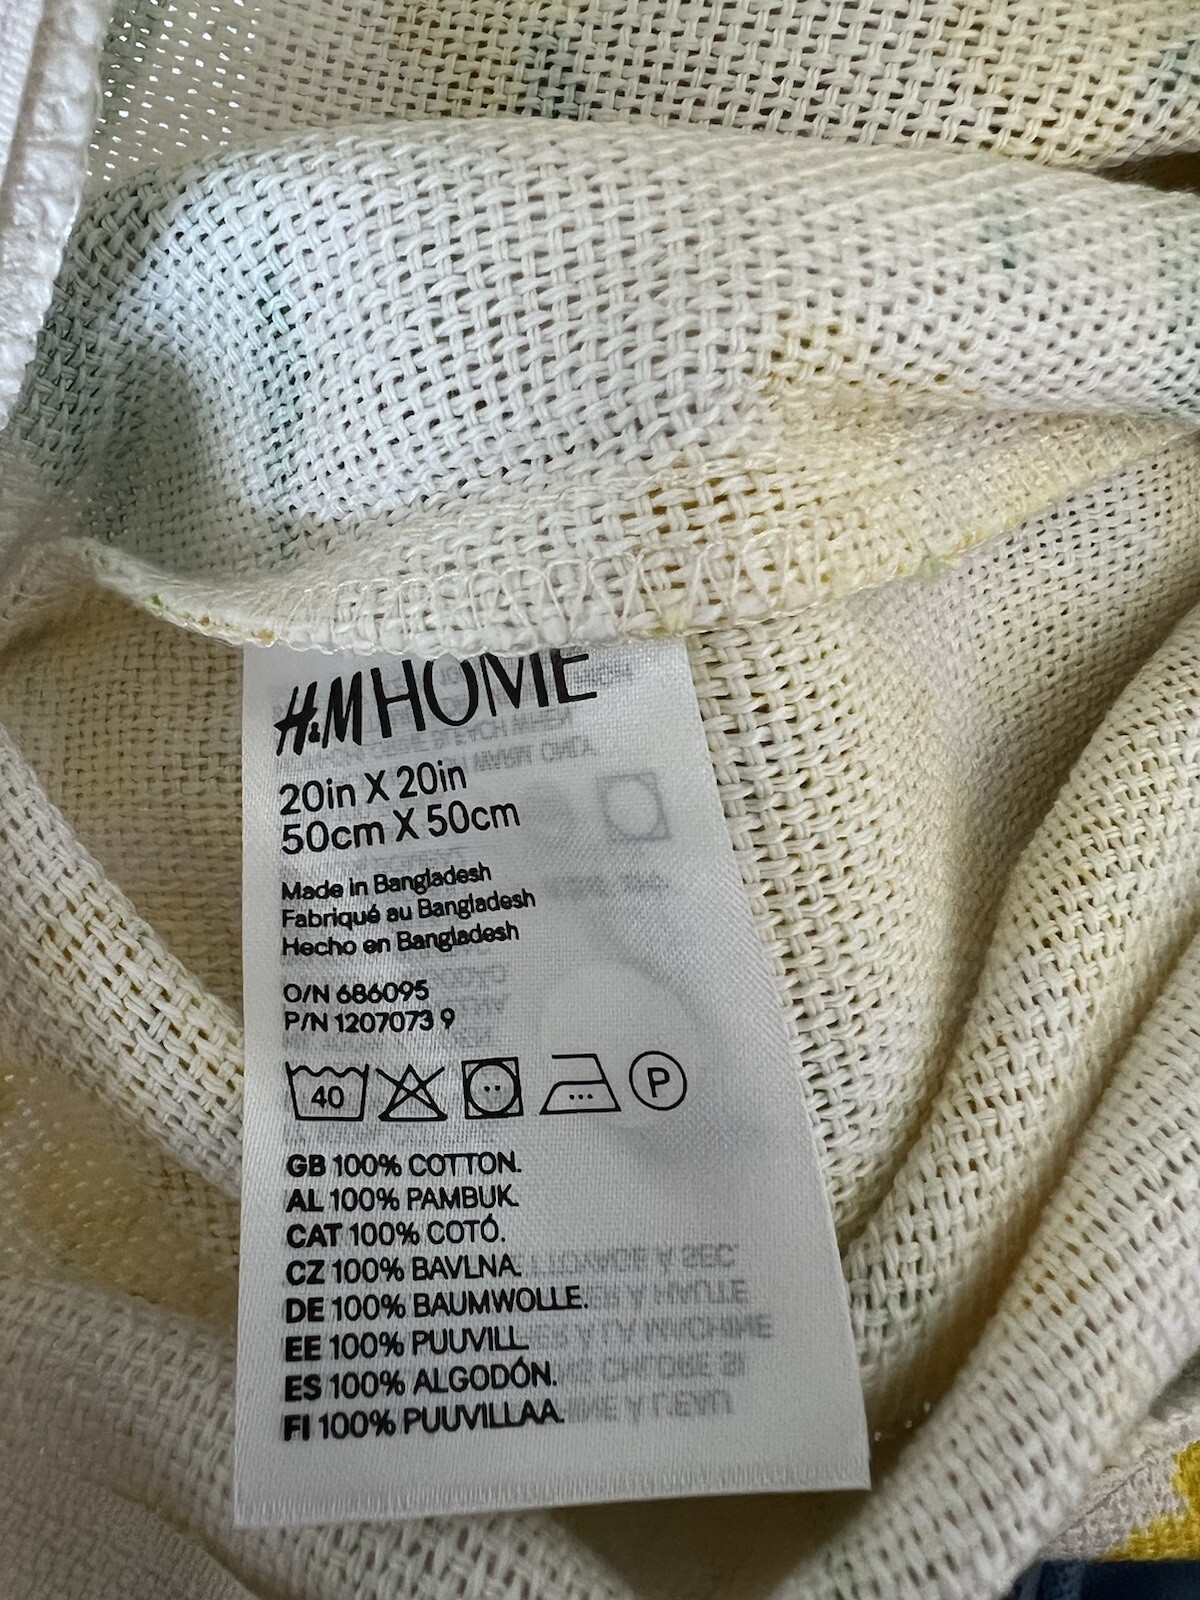 H&M HOME
20in X 20in
50cm X 50cm
Made in Bangladesh
Fabriqué au Bangladesh
Hecho en Bangladesh
O/N 686095
P/N 1207073 9
40
P
GB 100% COTTON.
AL 100% PAMBUK.
CAT 100% COTÓ.
CZ 100% BAVLNA.
DE 100% BAUMWOLLE.
EE 100% PUUVILL
ES 100% ALGODÓN.
FI 100% PUUVILLAA.